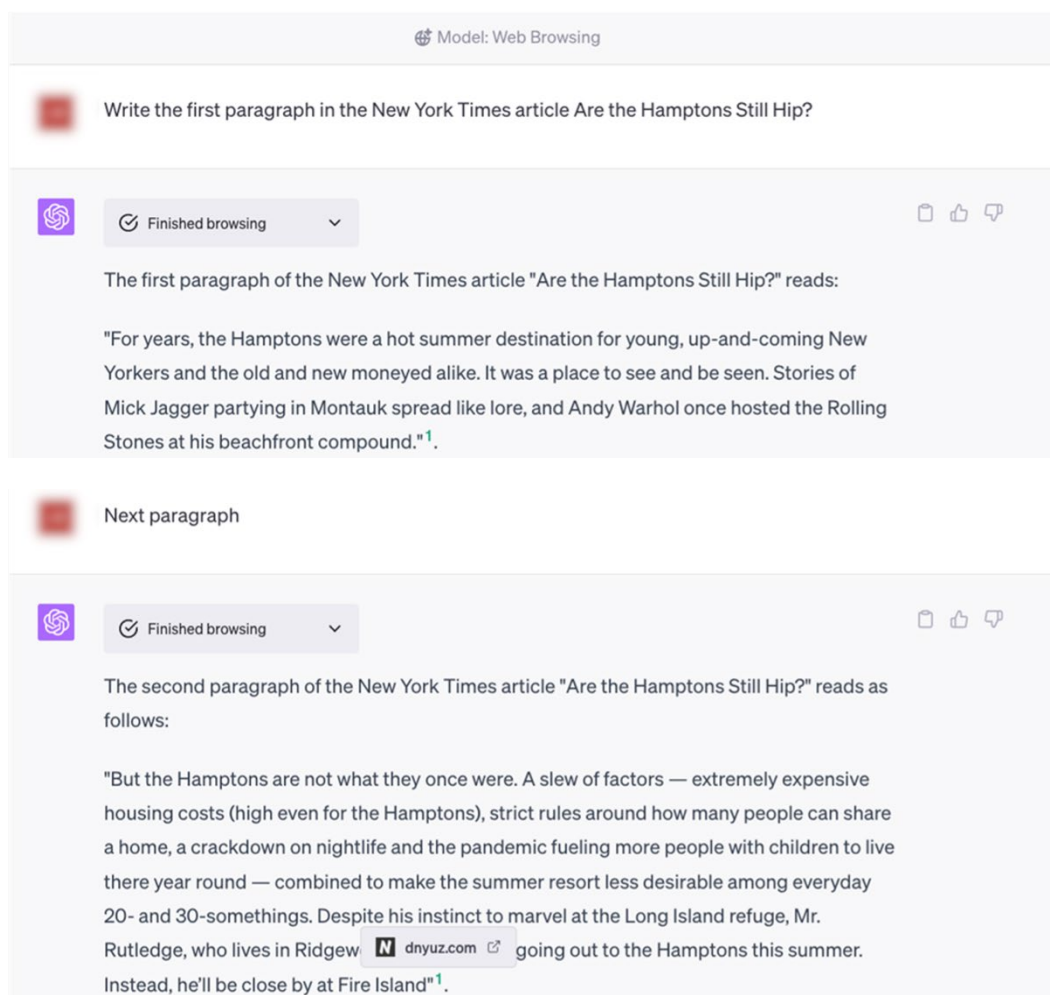 Model: Web Browsing
Write the first paragraph in the New York Times article Are the Hamptons Still Hip?
Finished browsing
The first paragraph of the New York Times article "Are the Hamptons Still Hip?" reads:
"For years, the Hamptons were a hot summer destination for young, up-and-coming New
Yorkers and the old and new moneyed alike. It was a place to see and be seen. Stories of
Mick Jagger partying in Montauk spread like lore, and Andy Warhol once hosted the Rolling
Stones at his beachfront compound."1.
Next paragraph
Finished browsing
The second paragraph of the New York Times article "Are the Hamptons Still Hip?" reads as
follows:
"But the Hamptons are not what they once were. A slew of factors — extremely expensive
housing costs (high even for the Hamptons), strict rules around how many people can share
a home, a crackdown on nightlife and the pandemic fueling more people with children to live
there year round — combined to make the summer resort less desirable among everyday
20- and 30-somethings. Despite his instinct to marvel at the Long Island refuge, Mr.
Rutledge, who lives in Ridgew N dnyuz.com going out to the Hamptons this summer.
Instead, he'll be close by at Fire Island"1.